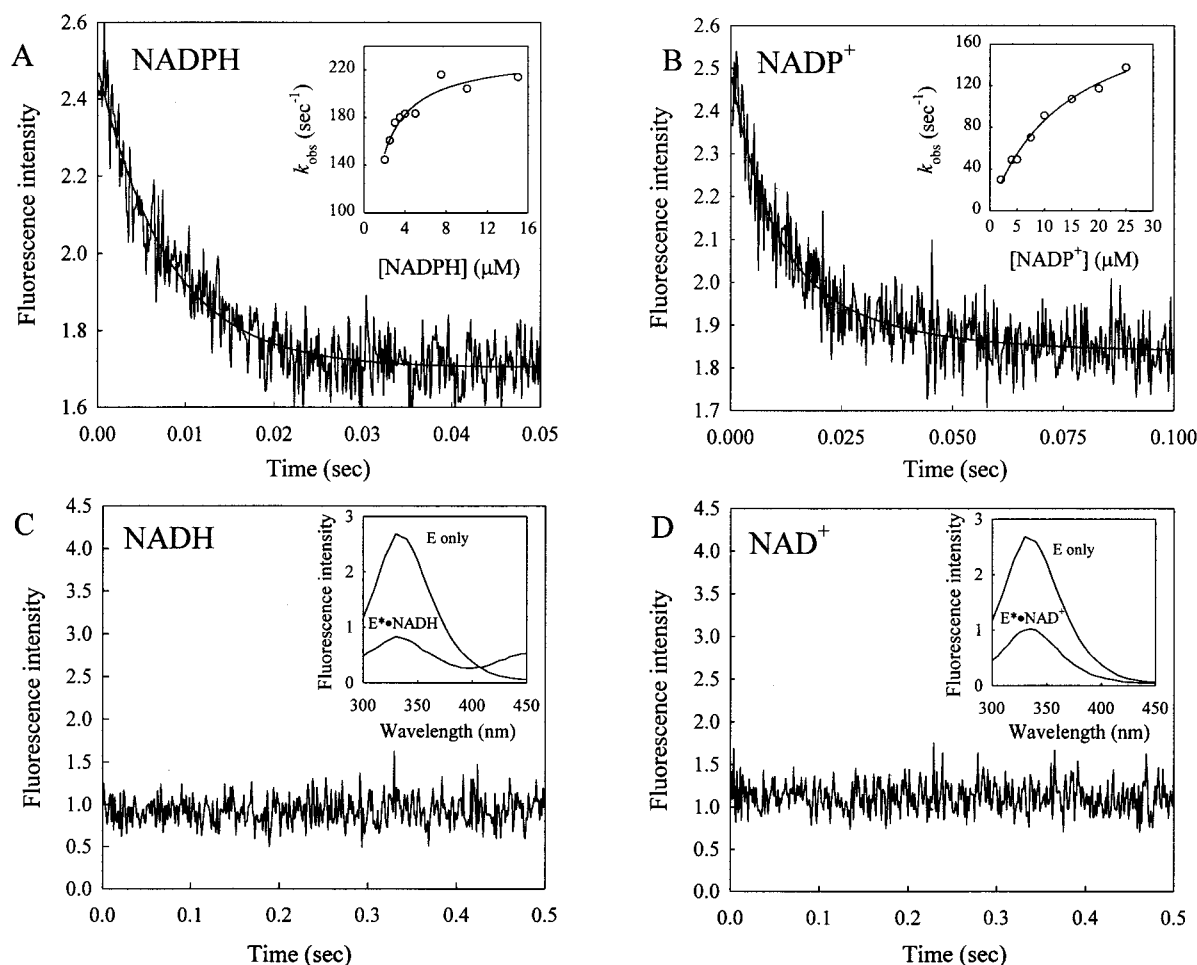 A
NADPH
Fluorescence intensity
2.6
2.4
2.2
2.0
1.8
1.6
0.00 0.01 0.02 0.03 0.04 0.05
Time (sec)
k_obs (sec⁻¹)
220
180
140
100
0 4 8 12 16
[NADPH] (μM)
B
NADP⁺
Fluorescence intensity
2.6
2.5
2.4
2.3
2.2
2.1
2.0
1.9
1.8
1.7
0.000 0.025 0.050 0.075 0.100
Time (sec)
k_obs (sec⁻¹)
160
120
80
40
0
0 5 10 15 20 25 30
[NADP⁺] (μM)
C
NADH
Fluorescence intensity
4.5
4.0
3.5
3.0
2.5
2.0
1.5
1.0
0.5
0.0
0.0 0.1 0.2 0.3 0.4 0.5
Time (sec)
Fluorescence intensity
3
2
1
0
E only
E*●NADH
300 350 400 450
Wavelength (nm)
D
NAD⁺
Fluorescence intensity
4.5
4.0
3.5
3.0
2.5
2.0
1.5
1.0
0.5
0.0
0.0 0.1 0.2 0.3 0.4 0.5
Time (sec)
Fluorescence intensity
3
2
1
0
E only
E*●NAD⁺
300 350 400 450
Wavelength (nm)